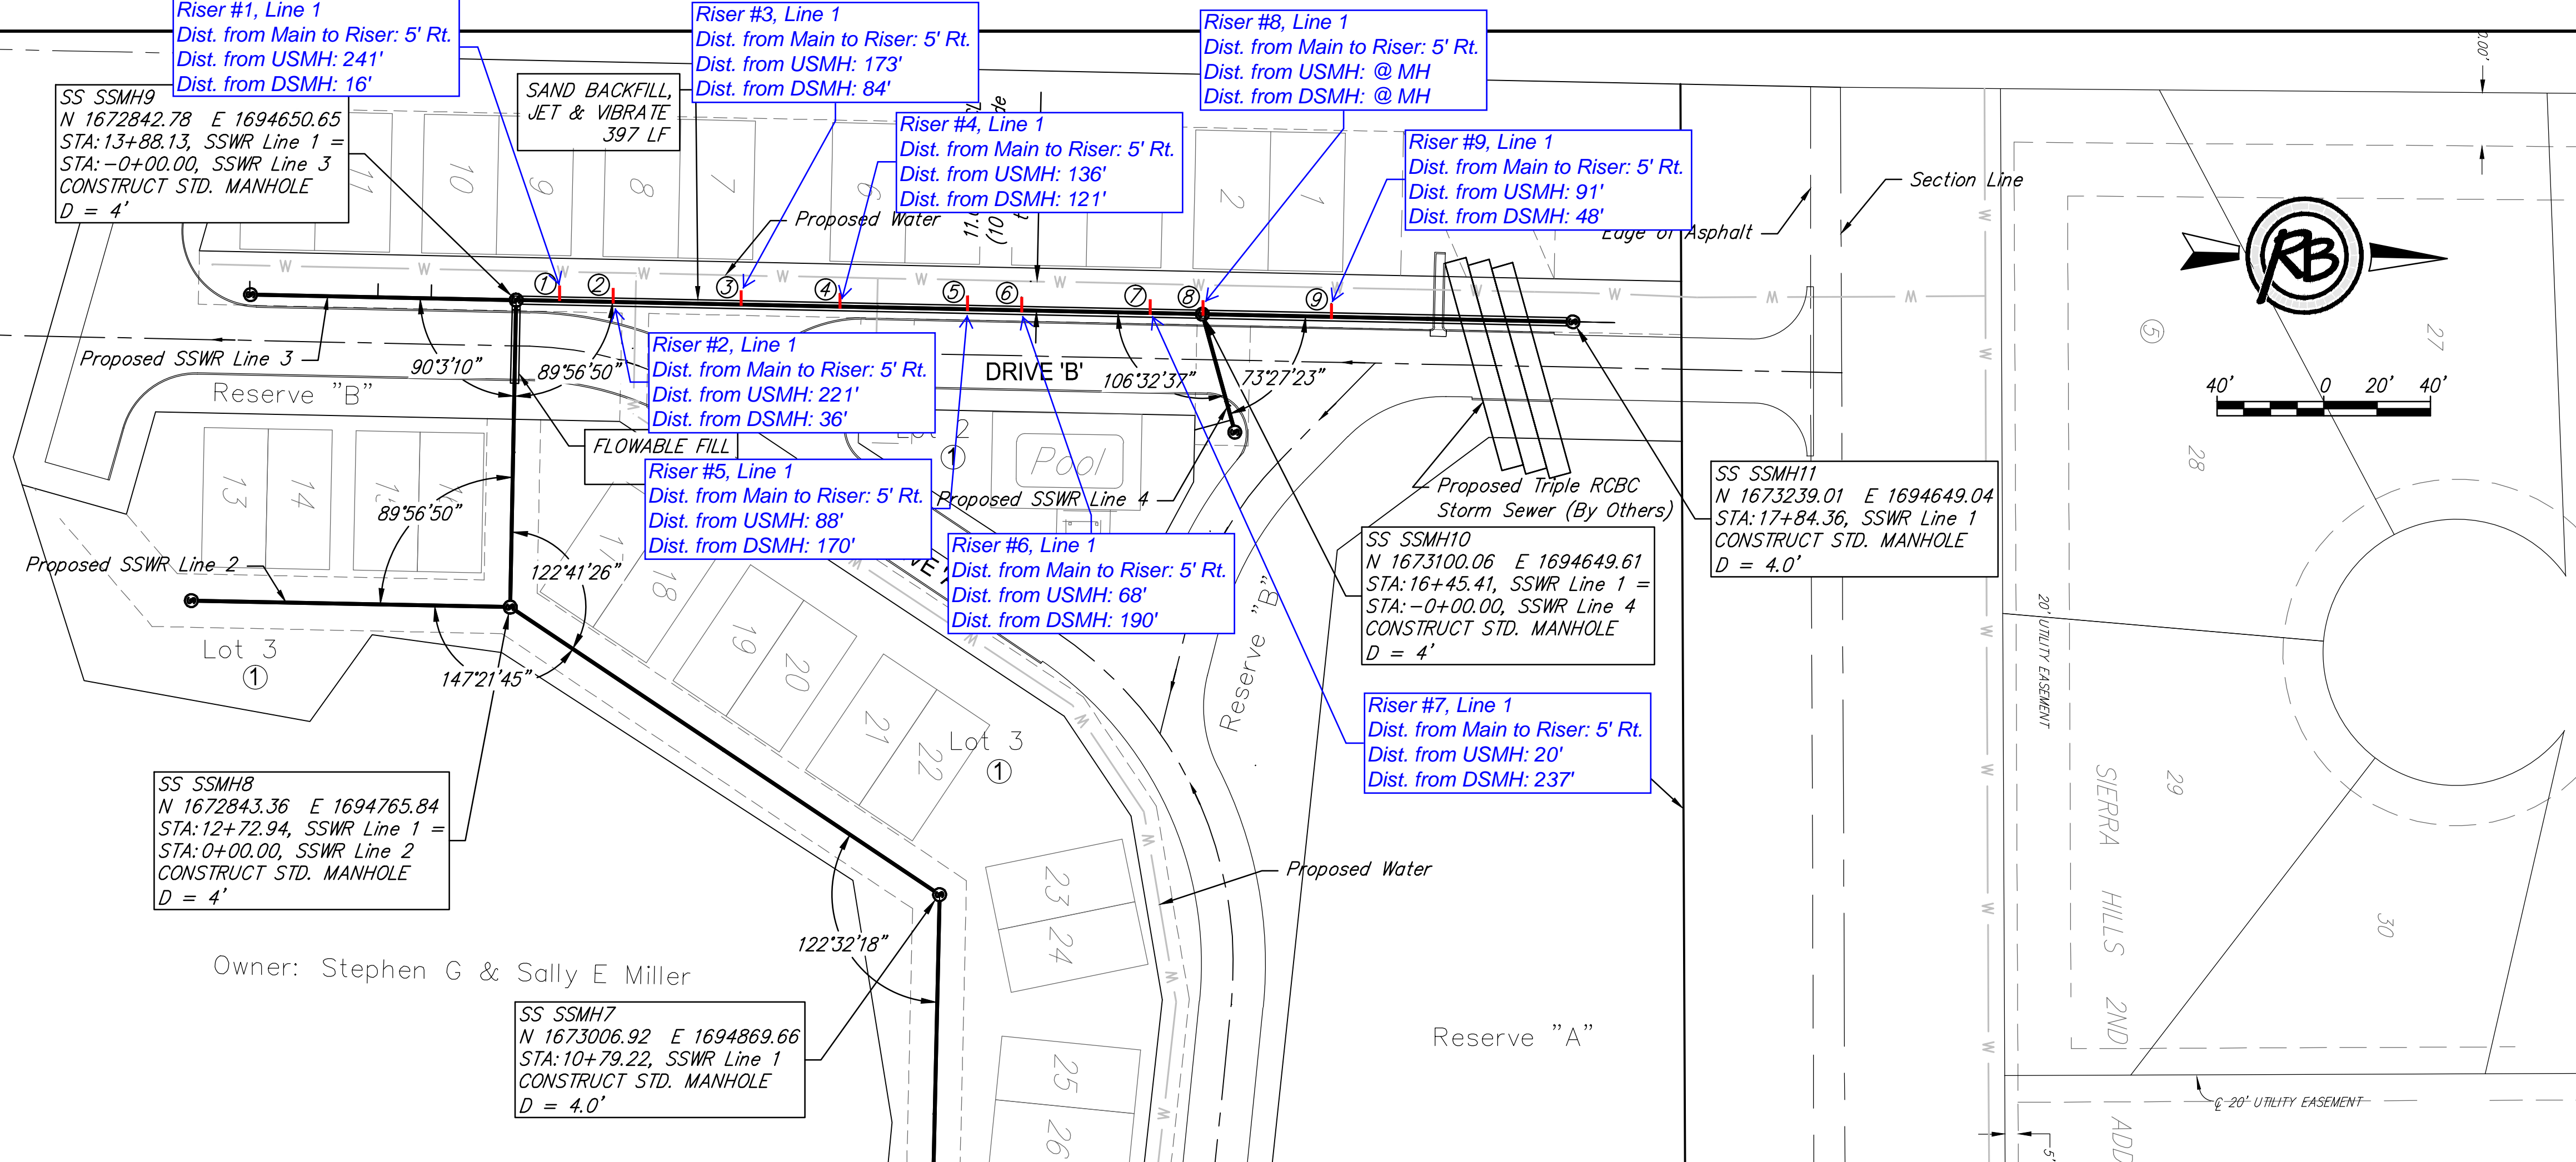 Riser #1, Line 1
Dist. from Main to Riser: 5' Rt.
Dist. from USMH: 241'
Dist. from DSMH: 16'
Riser #3, Line 1
Dist. from Main to Riser: 5' Rt.
Dist. from USMH: 173'
Dist. from DSMH: 84'
Riser #8, Line 1
Dist. from Main to Riser: 5' Rt.
Dist. from USMH: @ MH
Dist. from DSMH: @ MH
SS SSMH9
N 1672842.78 E 1694650.65
STA:13+88.13, SSWR Line 1 =
STA:-0+00.00, SSWR Line 3
CONSTRUCT STD. MANHOLE
D = 4'
SAND BACKFILL,
JET & VIBRATE
397 LF
Riser #4, Line 1
Dist. from Main to Riser: 5' Rt.
Dist. from USMH: 136'
Dist. from DSMH: 121'
Riser #9, Line 1
Dist. from Main to Riser: 5' Rt.
Dist. from USMH: 91'
Dist. from DSMH: 48'
11
10
9
8
7
6
2
1
Proposed Water
Edge of Asphalt
Section Line
RB
40' 0 20' 40'
W W W W W W W W W W W W
1 2 3 4 5 6 7 8 9
Proposed SSWR Line 3
90°3'10"
89°56'50"
DRIVE 'B'
106°32'37"
73°27'23"
Reserve "B"
Riser #2, Line 1
Dist. from Main to Riser: 5' Rt.
Dist. from USMH: 221'
Dist. from DSMH: 36'
FLOWABLE FILL
Lot 2
1
Pool
Proposed SSWR Line 4
Riser #5, Line 1
Dist. from Main to Riser: 5' Rt.
Dist. from USMH: 88'
Dist. from DSMH: 170'
Riser #6, Line 1
Dist. from Main to Riser: 5' Rt.
Dist. from USMH: 68'
Dist. from DSMH: 190'
Proposed Triple RCBC
Storm Sewer (By Others)
SS SSMH10
N 1673100.06 E 1694649.61
STA:16+45.41, SSWR Line 1 =
STA:-0+00.00, SSWR Line 4
CONSTRUCT STD. MANHOLE
D = 4'
SS SSMH11
N 1673239.01 E 1694649.04
STA:17+84.36, SSWR Line 1
CONSTRUCT STD. MANHOLE
D = 4.0'
13
14
89°56'50"
Proposed SSWR Line 2
122°41'26"
147°21'45"
Lot 3
1
18
19
20
21
22
Lot 3
1
Reserve "B"
Riser #7, Line 1
Dist. from Main to Riser: 5' Rt.
Dist. from USMH: 20'
Dist. from DSMH: 237'
SS SSMH8
N 1672843.36 E 1694765.84
STA:12+72.94, SSWR Line 1 =
STA:0+00.00, SSWR Line 2
CONSTRUCT STD. MANHOLE
D = 4'
122°32'18"
Owner: Stephen G & Sally E Miller
SS SSMH7
N 1673006.92 E 1694869.66
STA:10+79.22, SSWR Line 1
CONSTRUCT STD. MANHOLE
D = 4.0'
23
24
25
26
Proposed Water
Reserve "A"
5
27
28
29
30
20' UTILITY EASEMENT
SIERRA HILLS 2ND ADD
℄ 20' UTILITY EASEMENT
5'